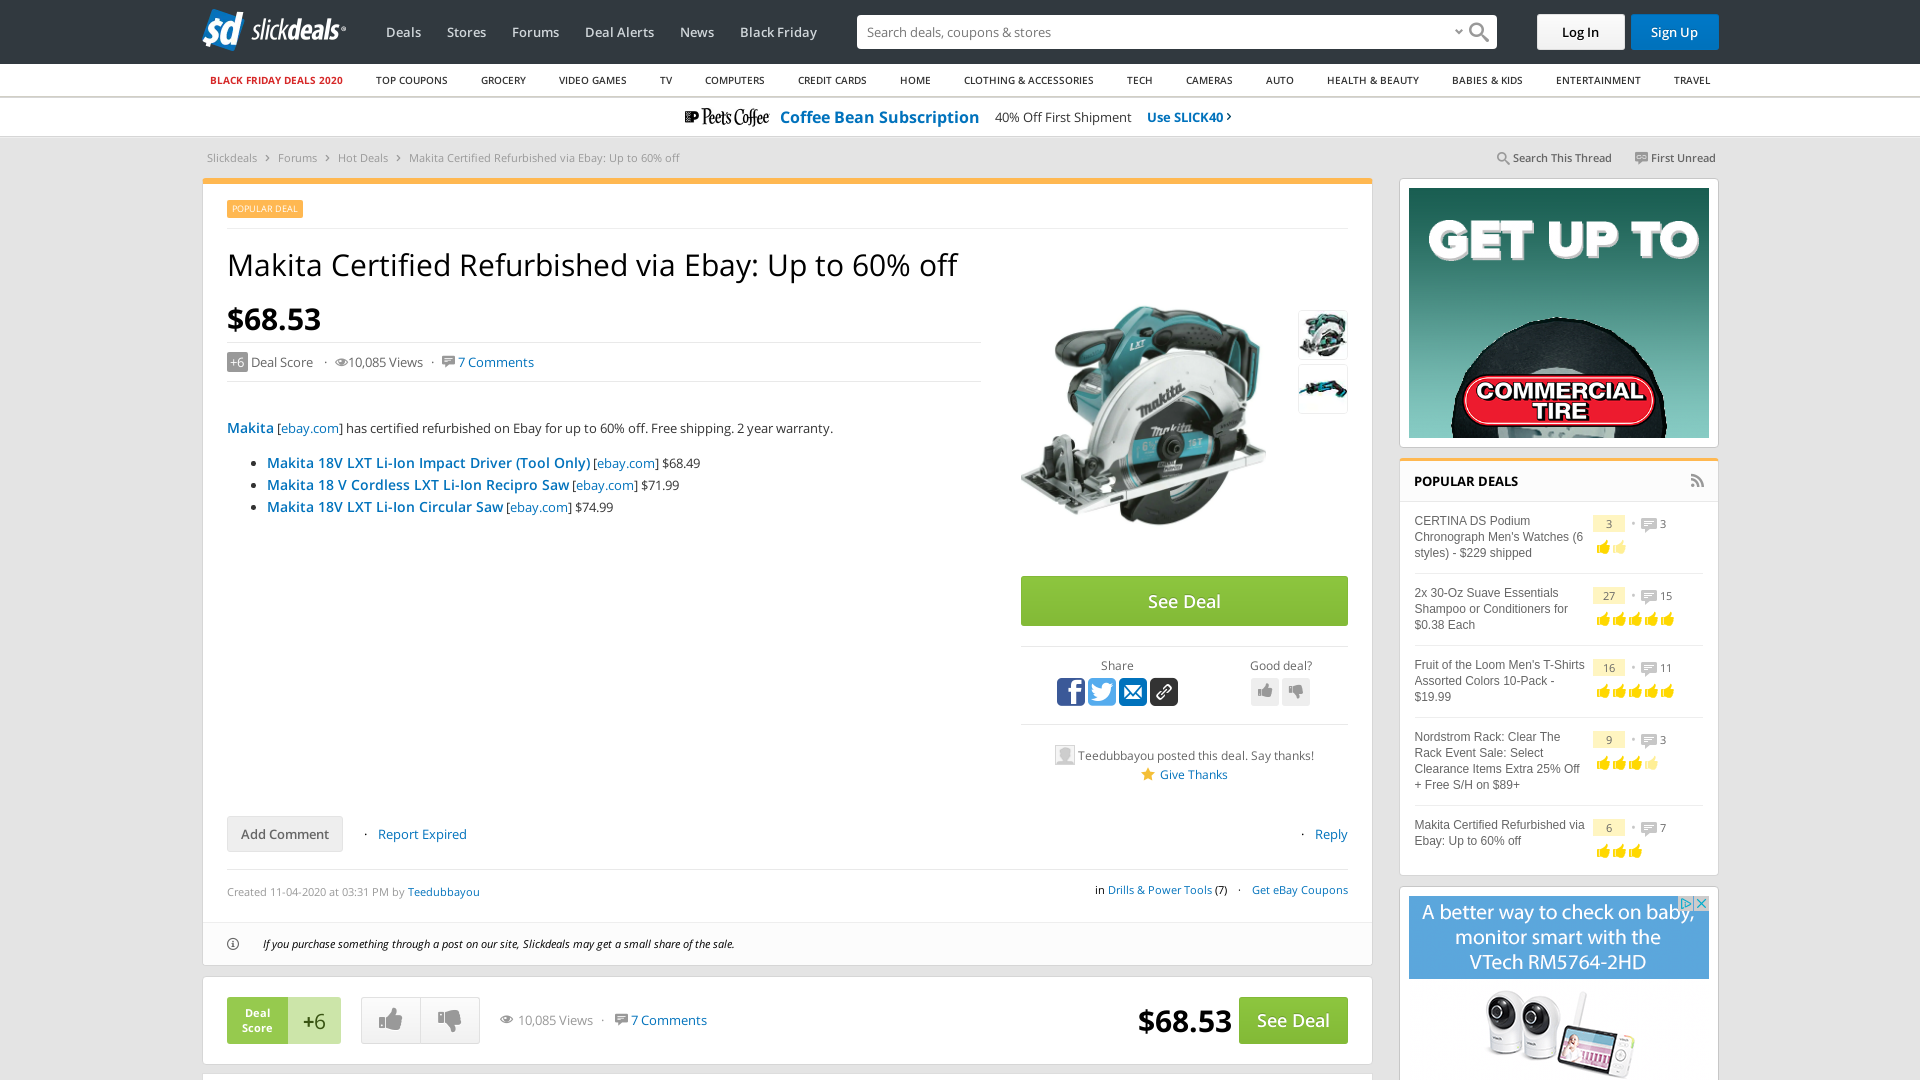 slickdeals
Deals
Stores
Forums
Deal Alerts
News
Black Friday
Search deals, coupons & stores
Log In
Sign Up
BLACK FRIDAY DEALS 2020
TOP COUPONS
GROCERY
VIDEO GAMES
TV
COMPUTERS
CREDIT CARDS
HOME
CLOTHING & ACCESSORIES
TECH
CAMERAS
AUTO
HEALTH & BEAUTY
BABIES & KIDS
ENTERTAINMENT
TRAVEL
Peet's Coffee Coffee Bean Subscription 40% Off First Shipment Use SLICK40 ›
Slickdeals › Forums › Hot Deals › Makita Certified Refurbished via Ebay: Up to 60% off
Search This Thread
First Unread
POPULAR DEAL
Makita Certified Refurbished via Ebay: Up to 60% off
$68.53
+6 Deal Score · 10,085 Views · 7 Comments
Makita [ebay.com] has certified refurbished on Ebay for up to 60% off. Free shipping. 2 year warranty.
• Makita 18V LXT Li-Ion Impact Driver (Tool Only) [ebay.com] $68.49
• Makita 18 V Cordless LXT Li-Ion Recipro Saw [ebay.com] $71.99
• Makita 18V LXT Li-Ion Circular Saw [ebay.com] $74.99
LXT
makita
makita
See Deal
Share
Good deal?
Teedubbayou posted this deal. Say thanks!
Give Thanks
Add Comment · Report Expired
· Reply
Created 11-04-2020 at 03:31 PM by Teedubbayou
in Drills & Power Tools (7) · Get eBay Coupons
If you purchase something through a post on our site, Slickdeals may get a small share of the sale.
Deal
Score
+6
10,085 Views · 7 Comments
$68.53
See Deal
GET UP TO
COMMERCIAL
TIRE
POPULAR DEALS
CERTINA DS Podium
Chronograph Men's Watches (6
styles) - $229 shipped
3 • 3
2x 30-Oz Suave Essentials
Shampoo or Conditioners for
$0.38 Each
27 • 15
Fruit of the Loom Men's T-Shirts
Assorted Colors 10-Pack -
$19.99
16 • 11
Nordstrom Rack: Clear The
Rack Event Sale: Select
Clearance Items Extra 25% Off
+ Free S/H on $89+
9 • 3
Makita Certified Refurbished via
Ebay: Up to 60% off
6 • 7
A better way to check on baby,
monitor smart with the
VTech RM5764-2HD